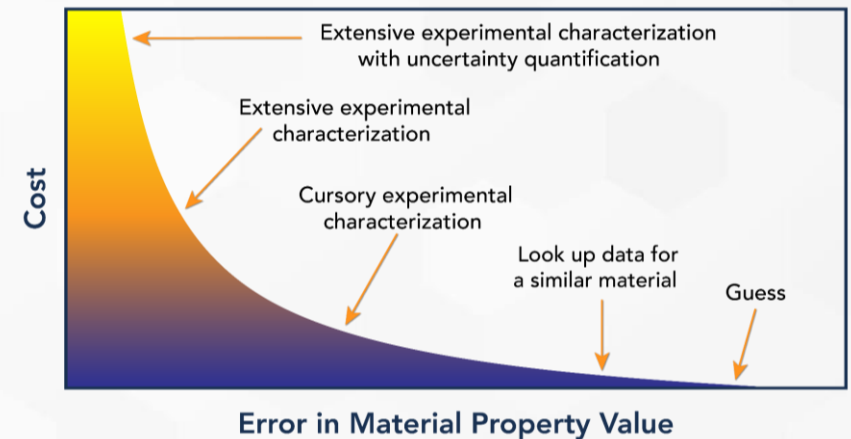 Extensive experimental characterization
with uncertainty quantification
Extensive experimental
characterization
Cursory experimental
characterization
Look up data for
a similar material
Guess
Cost
Error in Material Property Value